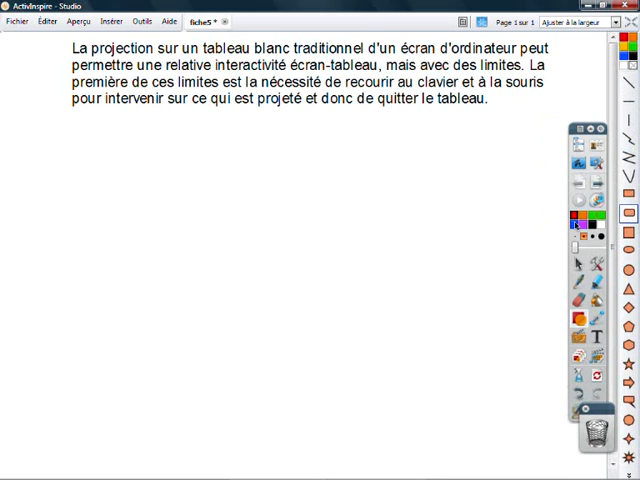 ActivInspire - Studio
Fichier Éditer Aperçu Insérer Outils Aide fiche5 * Page 1 sur 1 Ajuster à la largeur
La projection sur un tableau blanc traditionnel d'un écran d'ordinateur peut
permettre une relative interactivité écran-tableau, mais avec des limites. La
première de ces limites est la nécessité de recourir au clavier et à la souris
pour intervenir sur ce qui est projeté et donc de quitter le tableau.